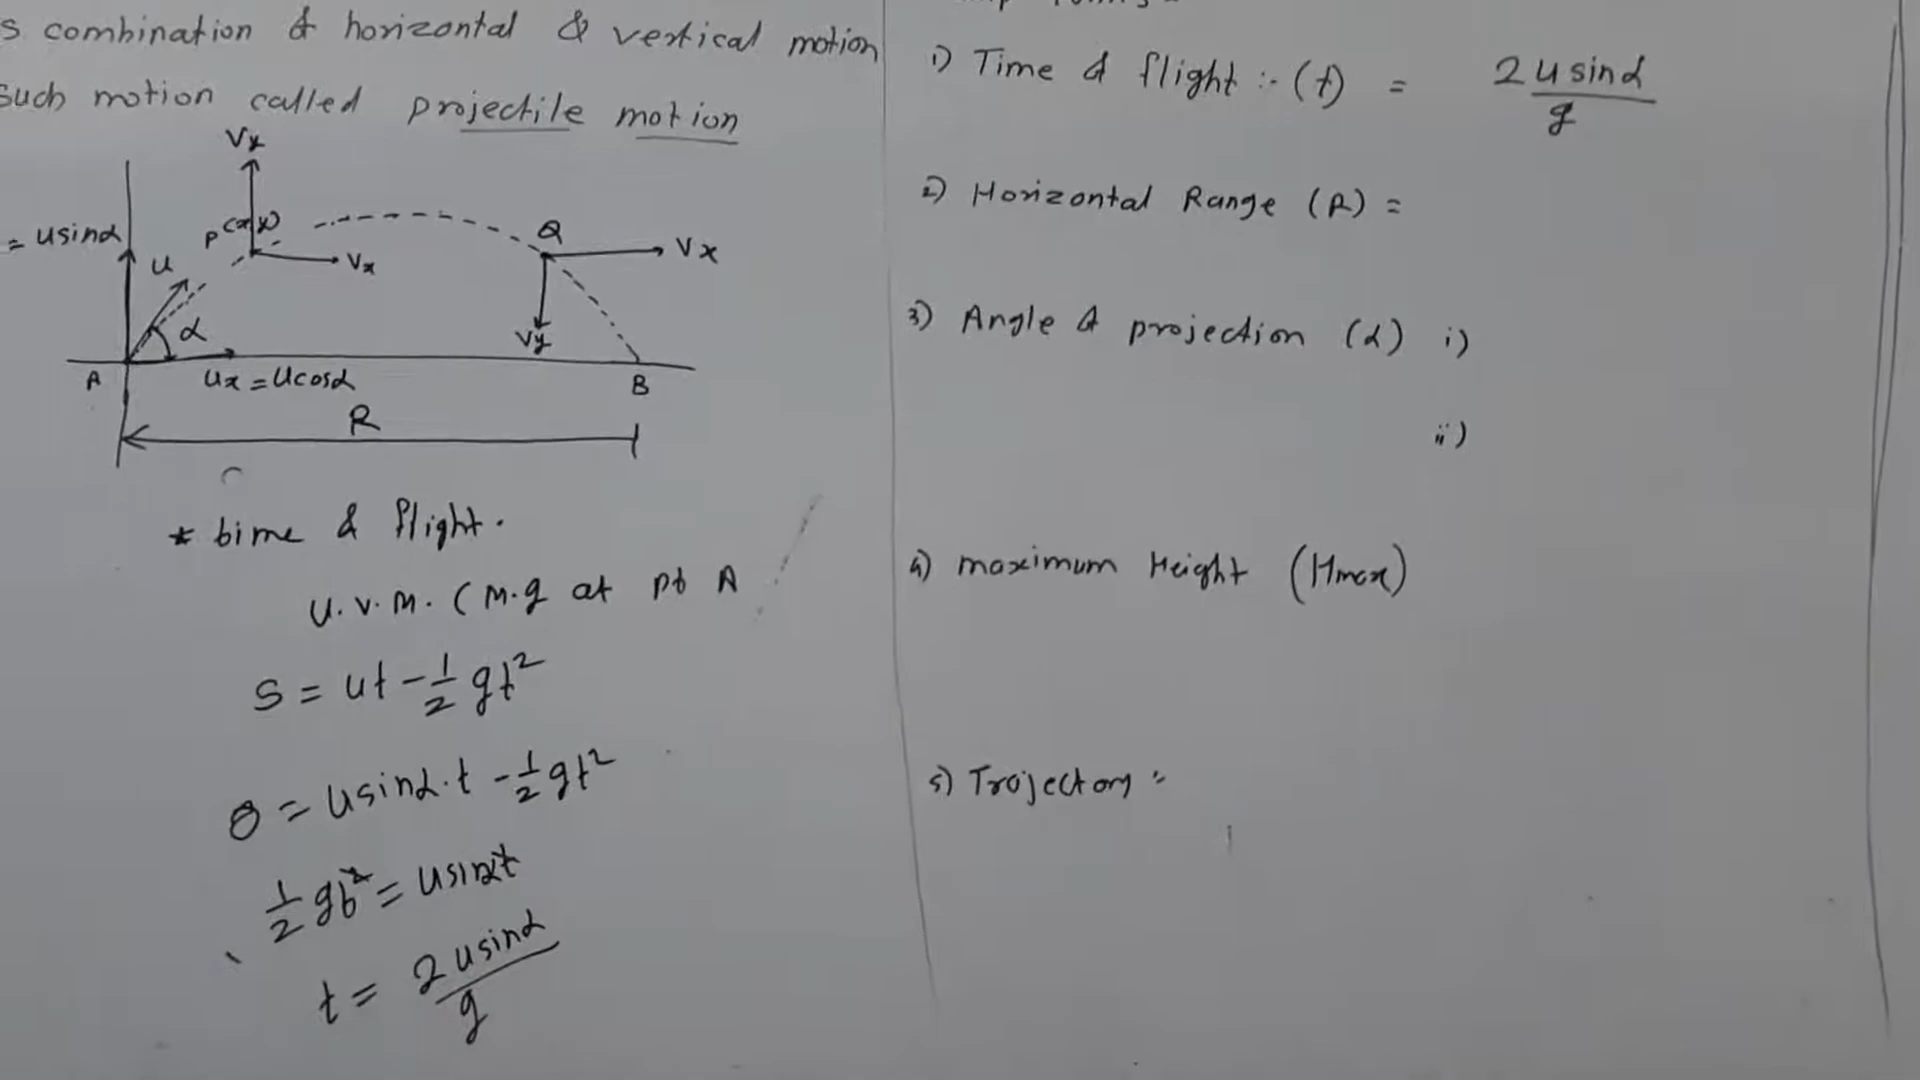 s combination of horizontal & vertical motion
such motion called projectile motion
Vy
= usinα
P(x,y)
Vx
u
α
Q
Vx
Vy
A
ux = ucosα
B
R
* time of flight.
U.V.M. (M.g at pt A
S = ut - 1/2 gt²
0 = usinα.t - 1/2 gt²
1/2 gt² = usinαt
t = 2usinα/g
1) Time of flight :- (t) = 2usinα/g
2) Horizontal Range (R) =
3) Angle of projection (α) i)
ii)
4) maximum Height (Hmax)
5) Trajectory :